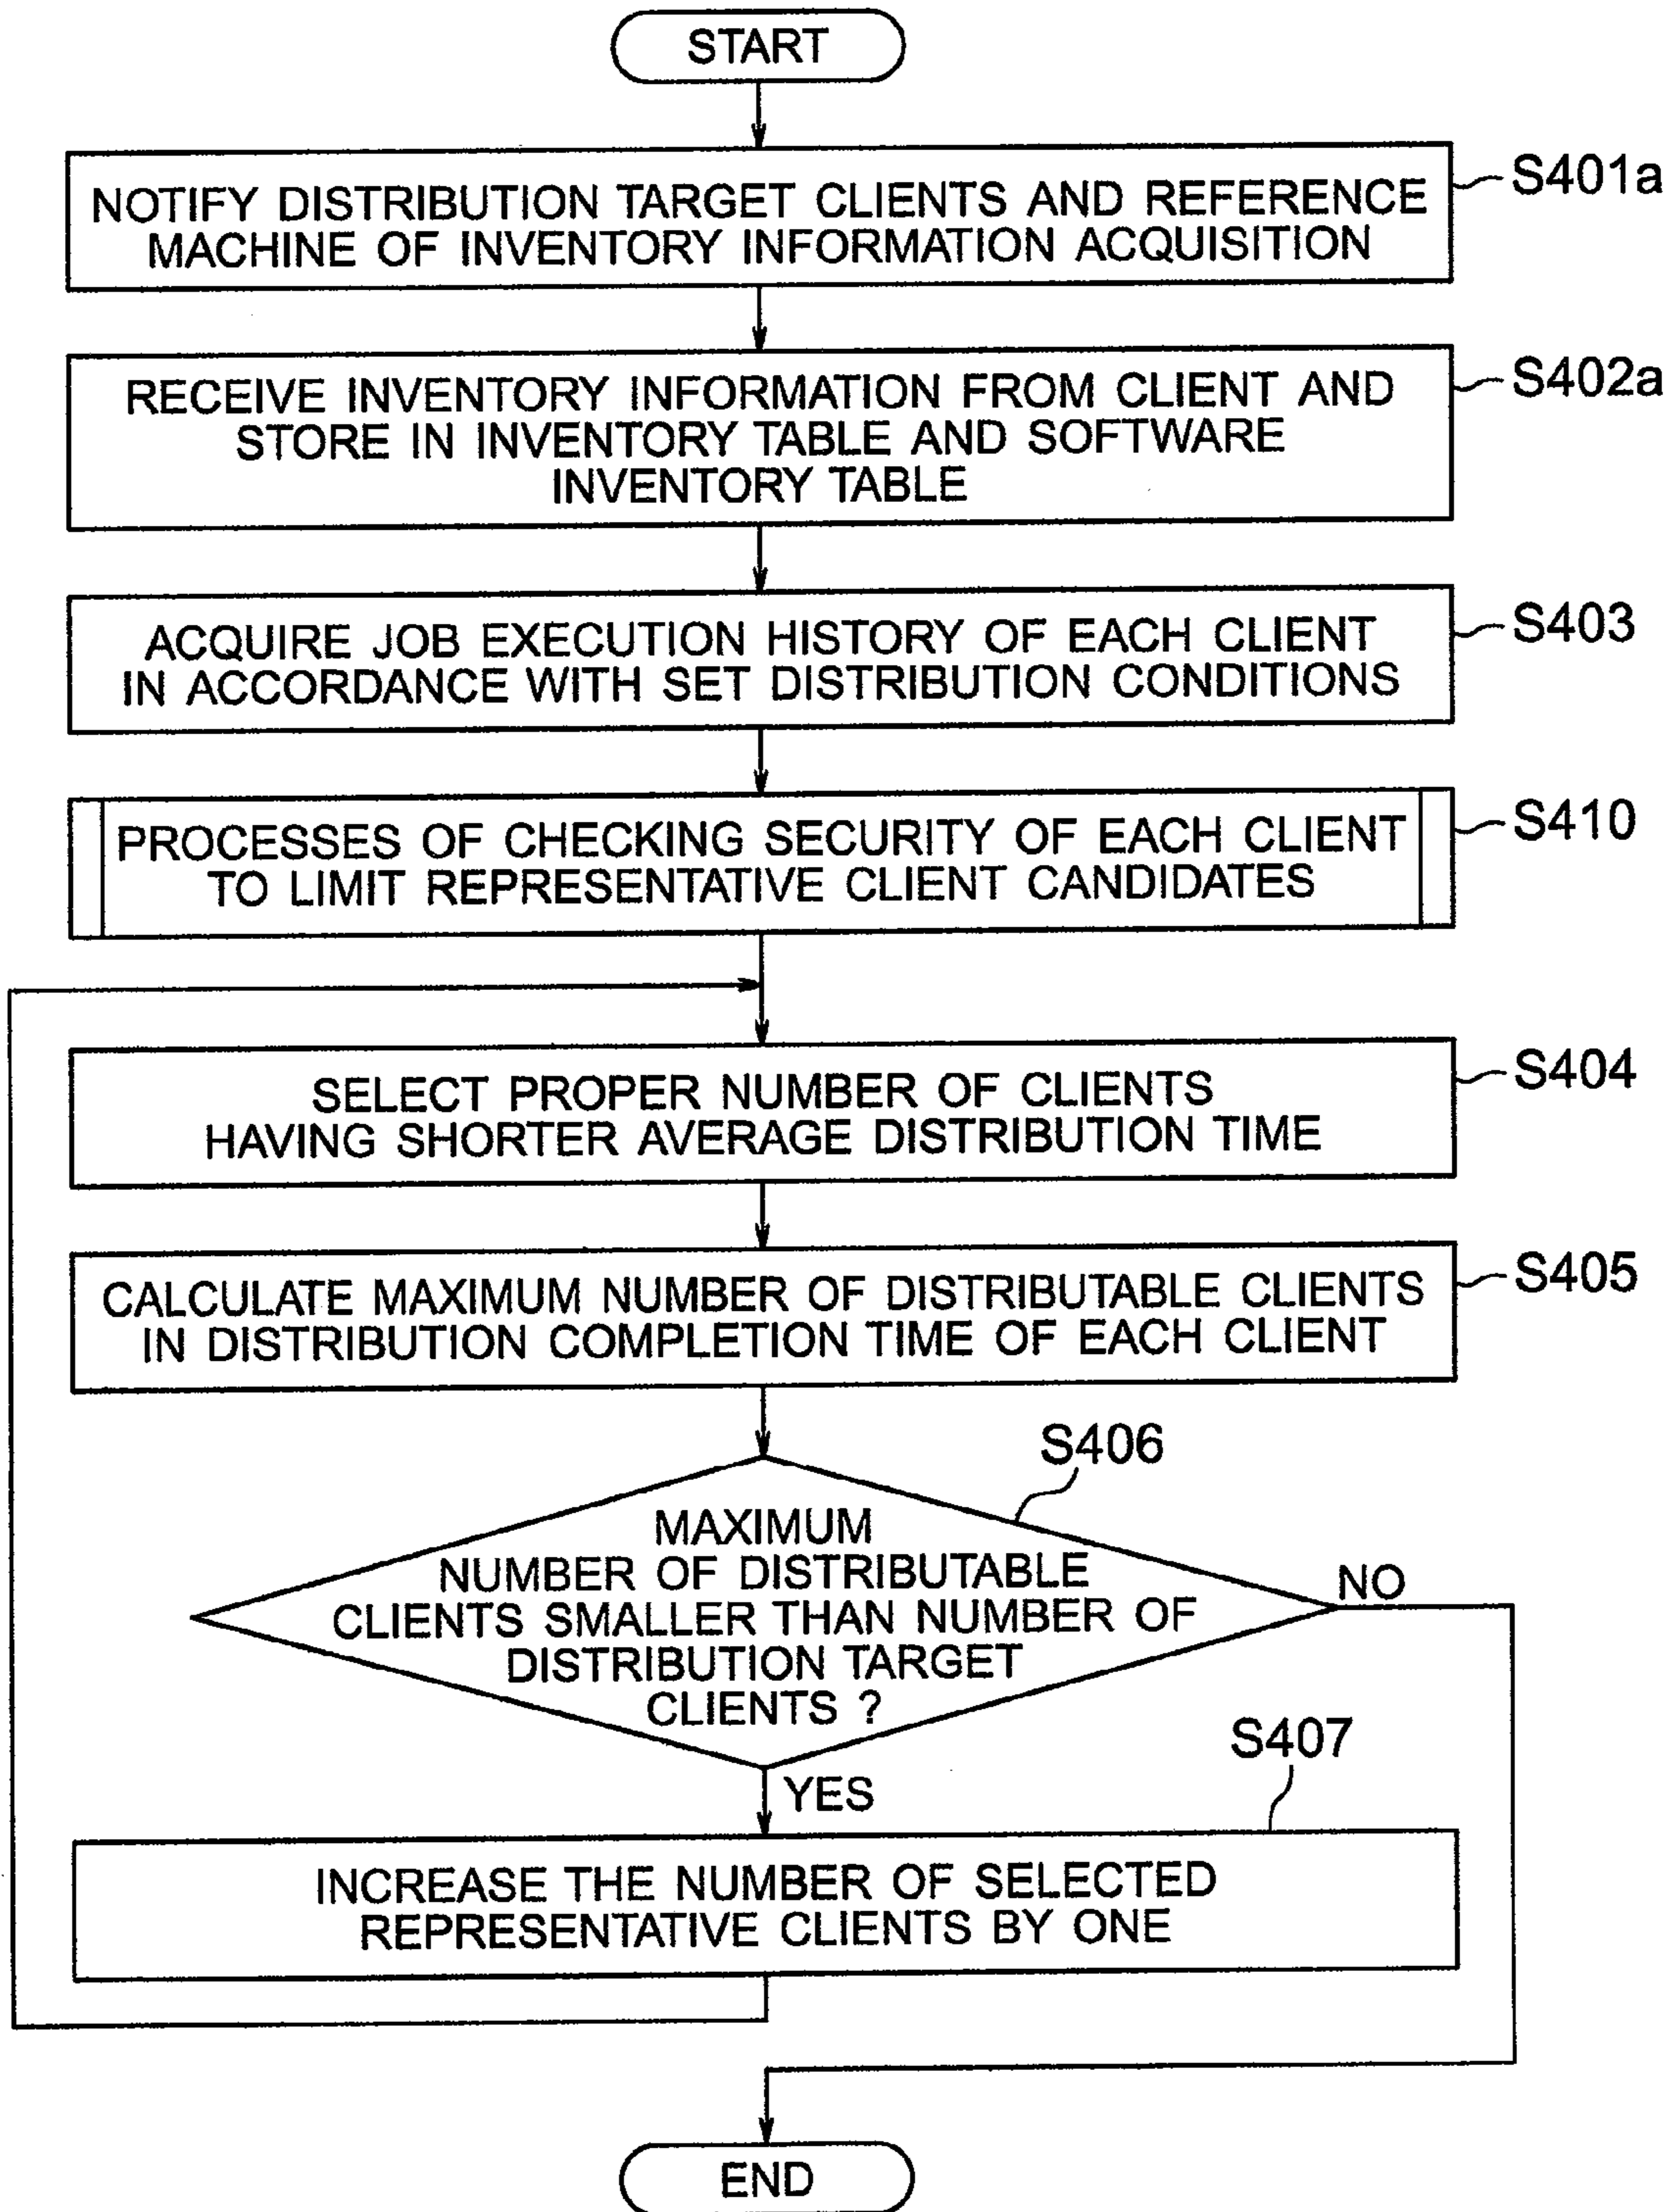 START
NOTIFY DISTRIBUTION TARGET CLIENTS AND REFERENCE
MACHINE OF INVENTORY INFORMATION ACQUISITION
S401a
RECEIVE INVENTORY INFORMATION FROM CLIENT AND
STORE IN INVENTORY TABLE AND SOFTWARE
INVENTORY TABLE
S402a
ACQUIRE JOB EXECUTION HISTORY OF EACH CLIENT
IN ACCORDANCE WITH SET DISTRIBUTION CONDITIONS
S403
PROCESSES OF CHECKING SECURITY OF EACH CLIENT
TO LIMIT REPRESENTATIVE CLIENT CANDIDATES
S410
SELECT PROPER NUMBER OF CLIENTS
HAVING SHORTER AVERAGE DISTRIBUTION TIME
S404
CALCULATE MAXIMUM NUMBER OF DISTRIBUTABLE CLIENTS
IN DISTRIBUTION COMPLETION TIME OF EACH CLIENT
S405
S406
MAXIMUM
NUMBER OF DISTRIBUTABLE
CLIENTS SMALLER THAN NUMBER OF
DISTRIBUTION TARGET
CLIENTS ?
NO
YES
S407
INCREASE THE NUMBER OF SELECTED
REPRESENTATIVE CLIENTS BY ONE
END